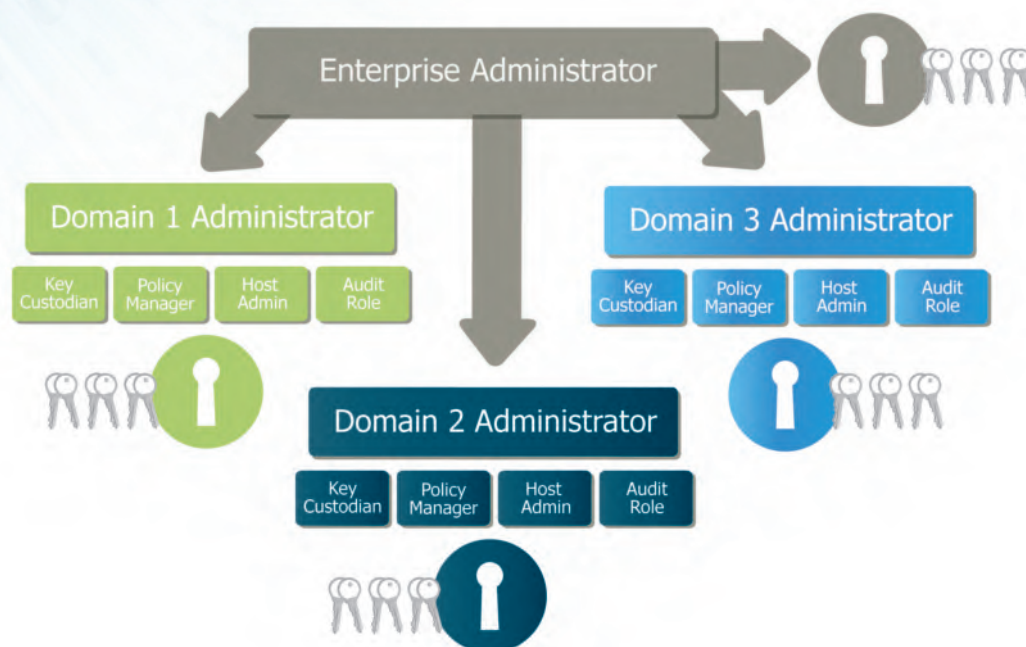 Enterprise Administrator
Domain 1 Administrator
Key
Custodian
Policy
Manager
Host
Admin
Audit
Role
Domain 3 Administrator
Key
Custodian
Policy
Manager
Host
Admin
Audit
Role
Domain 2 Administrator
Key
Custodian
Policy
Manager
Host
Admin
Audit
Role